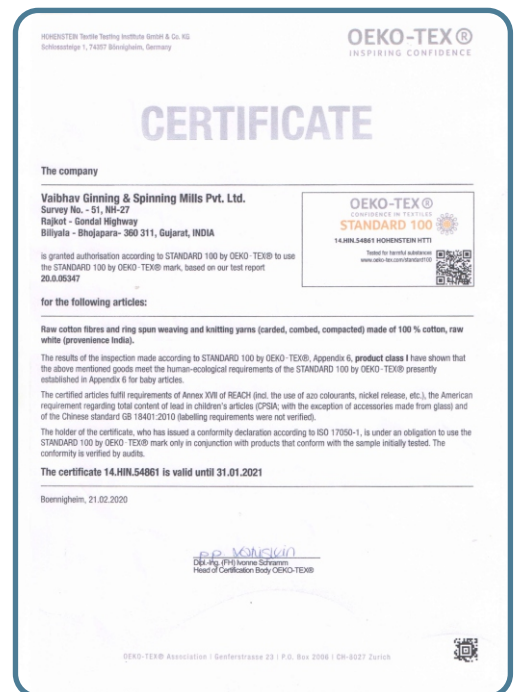 HOHENSTEIN Textile Testing Institute GmbH & Co. KG
Schlosssteige 1, 74357 Bönnigheim, Germany
OEKO-TEX®
INSPIRING CONFIDENCE
CERTIFICATE
The company
Vaibhav Ginning & Spinning Mills Pvt. Ltd.
Survey No. - 51, NH-27
Rajkot - Gondal Highway
Biliyala - Bhojapara- 360 311, Gujarat, INDIA
is granted authorisation according to STANDARD 100 by OEKO-TEX® to use
the STANDARD 100 by OEKO-TEX® mark, based on our test report
20.0.05347
OEKO-TEX®
CONFIDENCE IN TEXTILES
STANDARD 100
14.HIN.54861 HOHENSTEIN HTTI
Tested for harmful substances
www.oeko-tex.com/standard100
for the following articles:
Raw cotton fibres and ring spun weaving and knitting yarns (carded, combed, compacted) made of 100 % cotton, raw
white (provenience India).
The results of the inspection made according to STANDARD 100 by OEKO-TEX®, Appendix 6, product class I have shown that
the above mentioned goods meet the human-ecological requirements of the STANDARD 100 by OEKO-TEX® presently
established in Appendix 6 for baby articles.
The certified articles fulfil requirements of Annex XVII of REACH (incl. the use of azo colourants, nickel release, etc.), the American
requirement regarding total content of lead in children's articles (CPSIA; with the exception of accessories made from glass) and
of the Chinese standard GB 18401:2010 (labelling requirements were not verified).
The holder of the certificate, who has issued a conformity declaration according to ISO 17050-1, is under an obligation to use the
STANDARD 100 by OEKO-TEX® mark only in conjunction with products that conform with the sample initially tested. The
conformity is verified by audits.
The certificate 14.HIN.54861 is valid until 31.01.2021
Boennigheim, 21.02.2020
Dipl.-Ing. (FH) Ivonne Schramm
Head of Certification Body OEKO-TEX®
OEKO-TEX® Association | Genferstrasse 23 | P.O. Box 2006 | CH-8027 Zurich